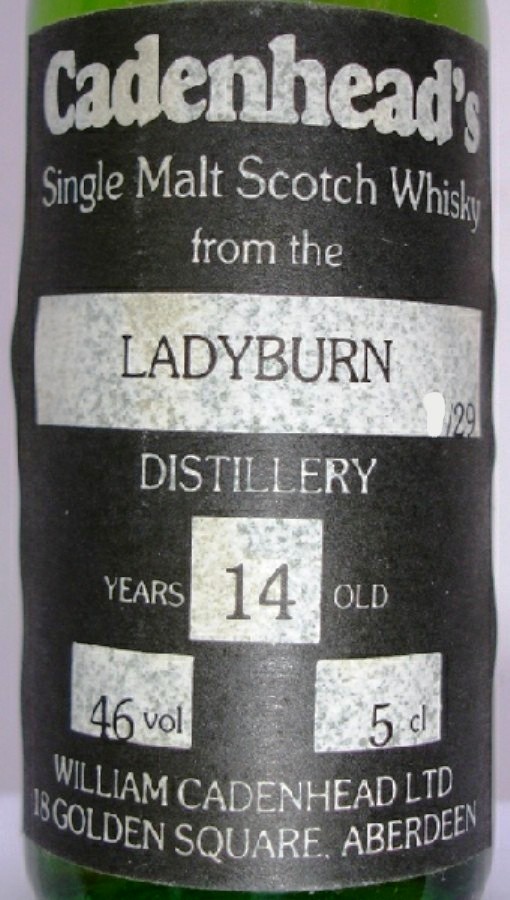 Cadenhead's
Single Malt Scotch Whisky
from the
LADYBURN
/29
DISTILLERY
YEARS 14 OLD
46 vol 5 cl
WILLIAM CADENHEAD LTD
18 GOLDEN SQUARE. ABERDEEN